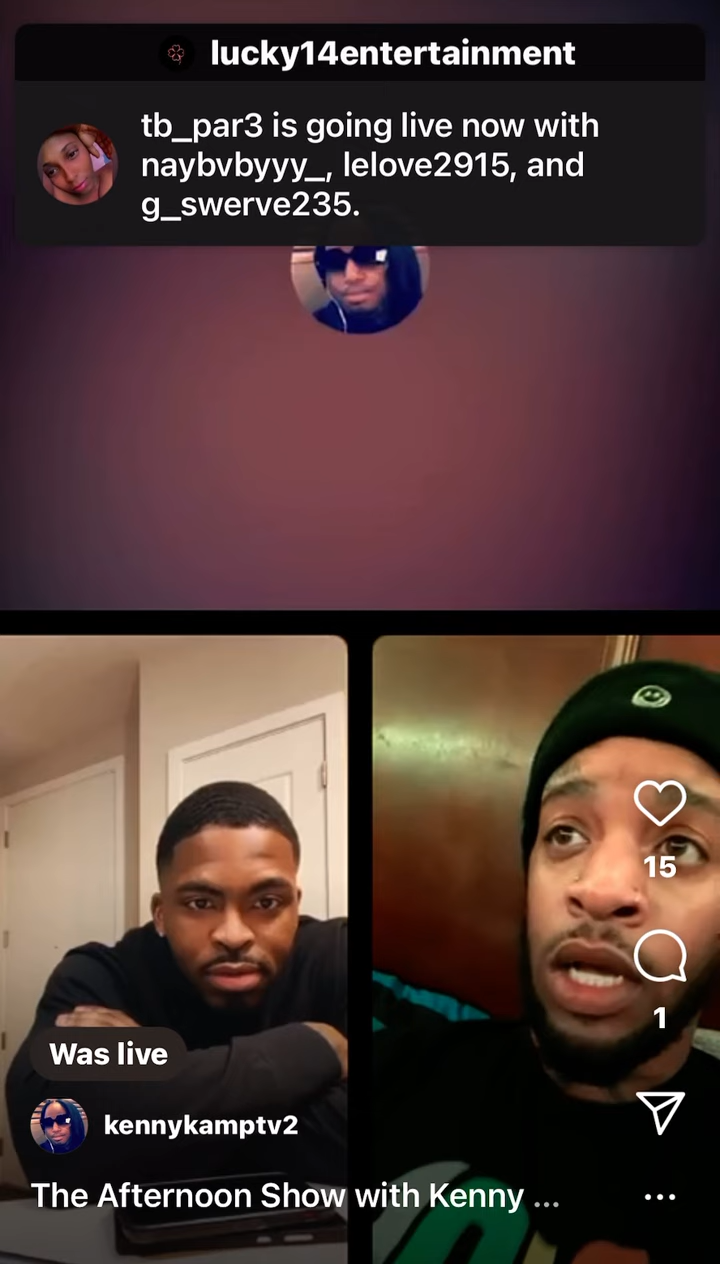 lucky14entertainment
tb_par3 is going live now with
naybvbyyy_, lelove2915, and
g_swerve235.
15
1
Was live
kennykamptv2
The Afternoon Show with Kenny ...